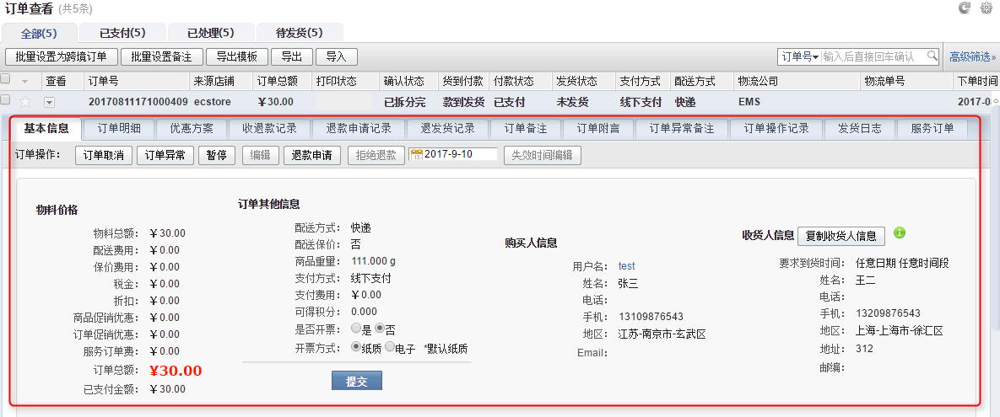 订单查看 (共5条)
全部(5) 已支付(5) 已处理(5) 待发货(5)
批量设置为跨境订单 批量设置备注 导出模板 导出 导入 订单号 输入后直接回车确认 高级筛选»
查看 订单号 来源店铺 订单总额 打印状态 确认状态 货到付款 付款状态 发货状态 支付方式 配送方式 物流公司 物流单号 下单时间
20170811171000409 ecstore ¥30.00 已拆分完 款到发货 已支付 未发货 线下支付 快递 EMS 2017-0
基本信息 订单明细 优惠方案 收退款记录 退款申请记录 退发货记录 订单备注 订单附言 订单异常备注 订单操作记录 发货日志 服务订单
订单操作： 订单取消 订单异常 暂停 编辑 退款申请 拒绝退款 2017-9-10 失效时间编辑
物料价格
物料总额： ¥30.00
配送费用： ¥0.00
保价费用： ¥0.00
税金： ¥0.00
折扣： ¥0.00
商品促销优惠： ¥0.00
订单促销优惠： ¥0.00
服务订单费： ¥0.00
订单总额： ¥30.00
已支付金额： ¥30.00
订单其他信息
配送方式： 快递
配送保价： 否
商品重量： 111.000 g
支付方式： 线下支付
支付费用： ¥0.00
可得积分： 0.000
是否开票： 是 否
开票方式： 纸质 电子 *默认纸质
提交
购买人信息
用户名： test
姓名： 张三
电话：
手机： 13109876543
地区： 江苏-南京市-玄武区
Email：
收货人信息 复制收货人信息
要求到货时间： 任意日期 任意时间段
姓名： 王二
电话：
手机： 13209876543
地区： 上海-上海市-徐汇区
地址： 312
邮编：